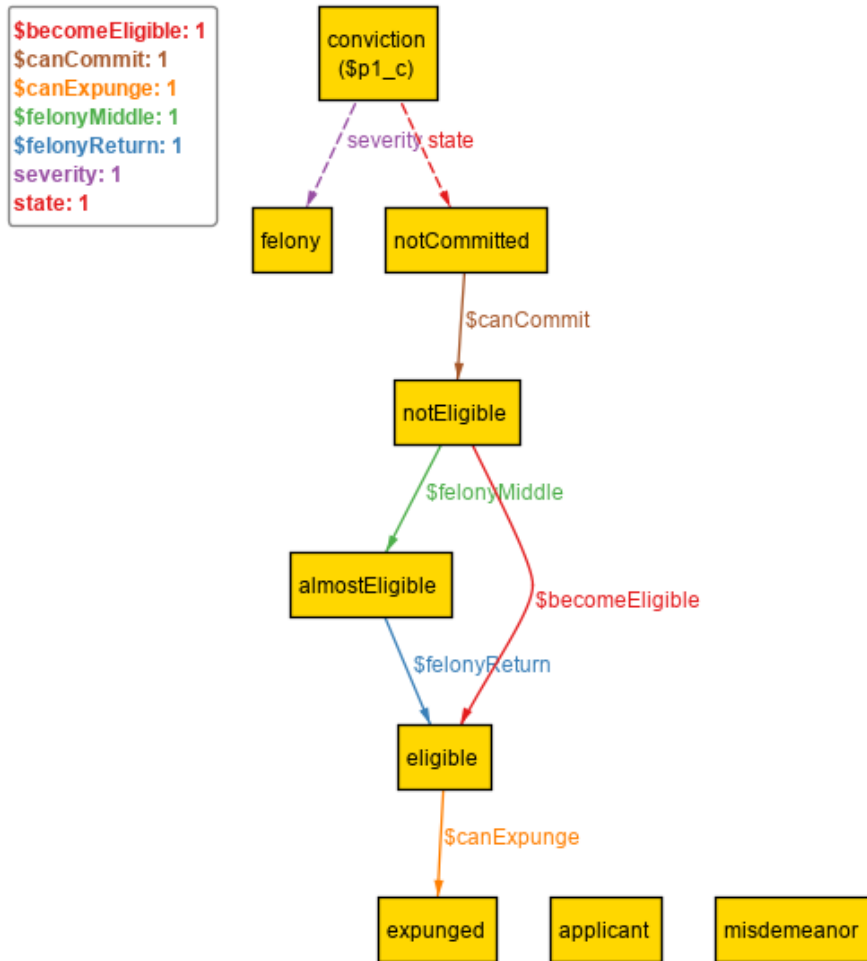 $becomeEligible: 1
$canCommit: 1
$canExpunge: 1
$felonyMiddle: 1
$felonyReturn: 1
severity: 1
state: 1
conviction
($p1_c)
severity
state
felony
notCommitted
$canCommit
notEligible
$felonyMiddle
almostEligible
$becomeEligible
$felonyReturn
eligible
$canExpunge
expunged
applicant
misdemeanor